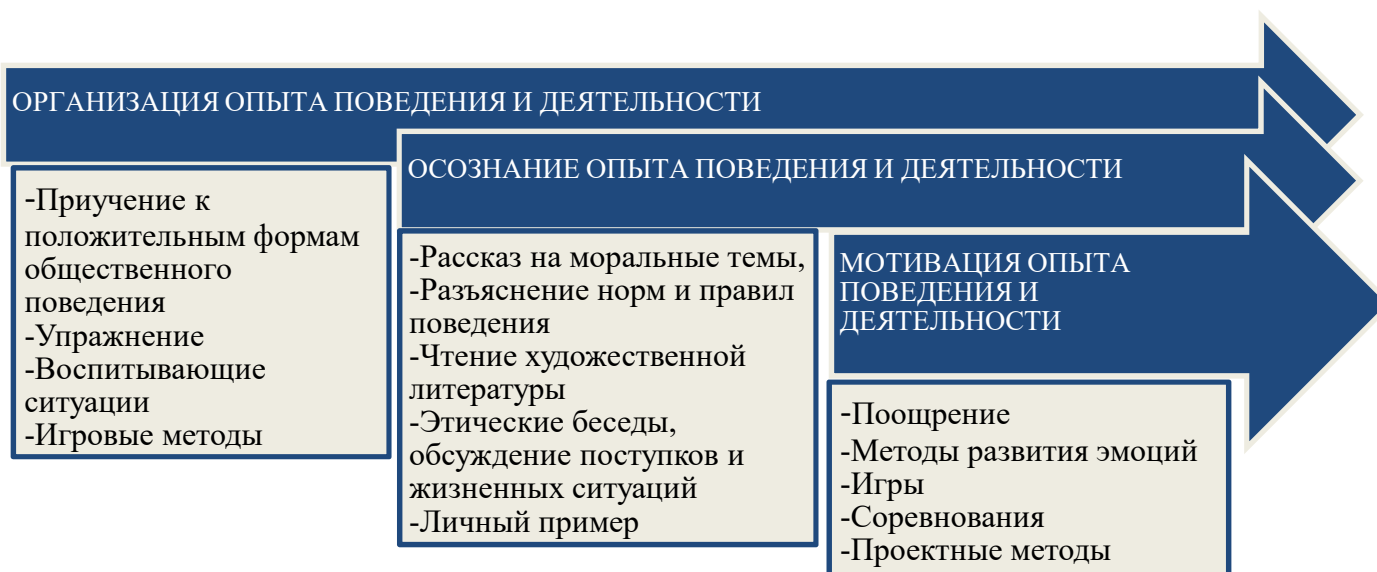 ОРГАНИЗАЦИЯ ОПЫТА ПОВЕДЕНИЯ И ДЕЯТЕЛЬНОСТИ
-Приучение к
положительным формам
общественного
поведения
-Упражнение
-Воспитывающие
ситуации
-Игровые методы
ОСОЗНАНИЕ ОПЫТА ПОВЕДЕНИЯ И ДЕЯТЕЛЬНОСТИ
-Рассказ на моральные темы,
-Разъяснение норм и правил
поведения
-Чтение художественной
литературы
-Этические беседы,
обсуждение поступков и
жизненных ситуаций
-Личный пример
МОТИВАЦИЯ ОПЫТА
ПОВЕДЕНИЯ И
ДЕЯТЕЛЬНОСТИ
-Поощрение
-Методы развития эмоций
-Игры
-Соревнования
-Проектные методы